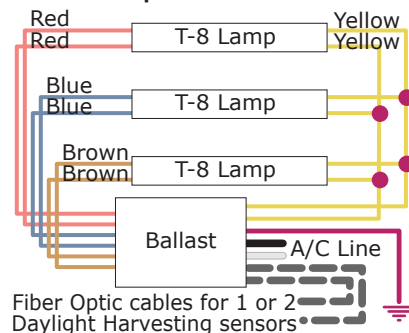 Red
Red
T-8 Lamp
Yellow
Yellow
Blue
Blue
T-8 Lamp
Brown
Brown
T-8 Lamp
Ballast
A/C Line
Fiber Optic cables for 1 or 2
Daylight Harvesting sensors